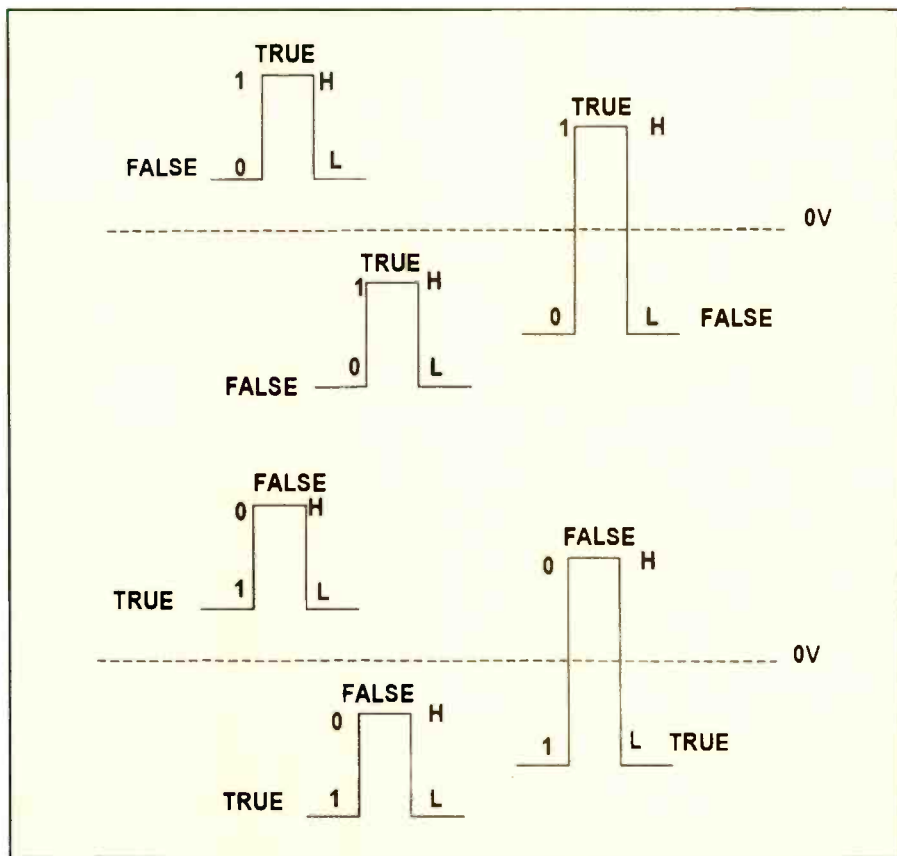 TRUE
1 H
TRUE
1 H
FALSE 0 L
0V
TRUE
1 H
0 L FALSE
0 L
FALSE
FALSE
0 H
FALSE
0 H
1 L
TRUE
0V
FALSE
0 H
1 L TRUE
TRUE 1 L